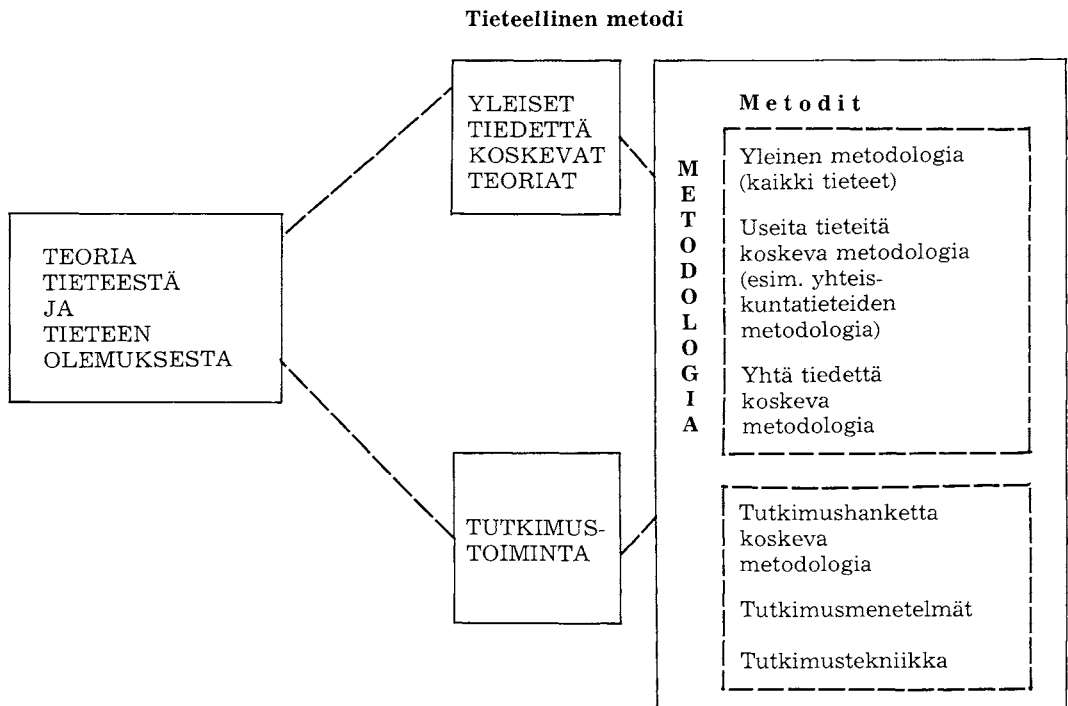 Tieteellinen metodi
TEORIA
TIETEESTÄ
JA
TIETEEN
OLEMUKSESTA
YLEISET
TIEDETTÄ
KOSKEVAT
TEORIAT
TUTKIMUS-
TOIMINTA
METODOLOGIA
Metodit
Yleinen metodologia
(kaikki tieteet)
Useita tieteitä
koskeva metodologia
(esim. yhteis-
kuntatieteiden
metodologia)
Yhtä tiedettä
koskeva
metodologia
Tutkimushanketta
koskeva
metodologia
Tutkimusmenetelmät
Tutkimustekniikka